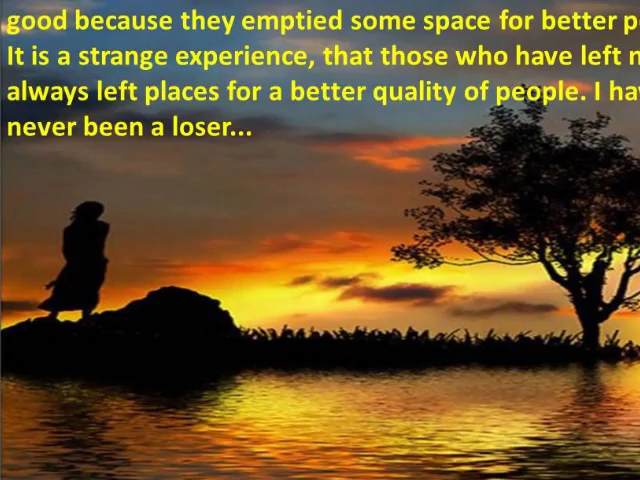 good because they emptied some space for better p
It is a strange experience, that those who have left
always left places for a better quality of people. I ha
never been a loser...